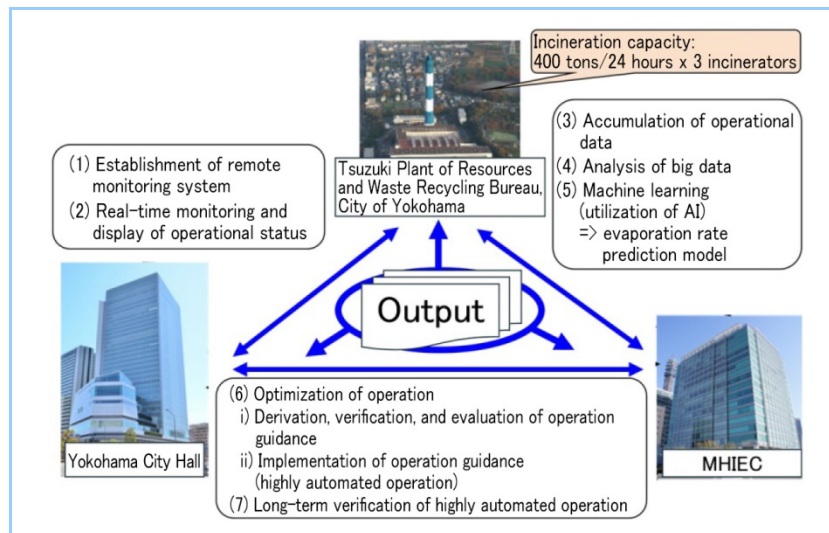 Incineration capacity:
400 tons/24 hours x 3 incinerators
(1) Establishment of remote
monitoring system
(2) Real-time monitoring and
display of operational status
Tsuzuki Plant of Resources
and Waste Recycling Bureau,
City of Yokohama
(3) Accumulation of operational
data
(4) Analysis of big data
(5) Machine learning
(utilization of AI)
=> evaporation rate
prediction model
Output
Yokohama City Hall
(6) Optimization of operation
i) Derivation, verification, and evaluation of operation
guidance
ii) Implementation of operation guidance
(highly automated operation)
(7) Long-term verification of highly automated operation
MHIEC